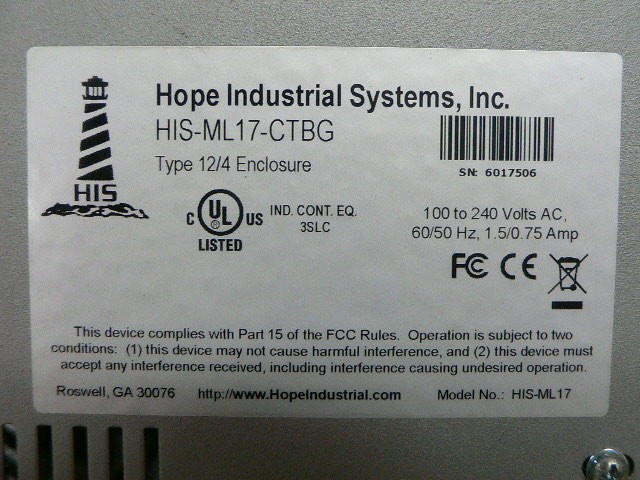 Hope Industrial Systems, Inc.
HIS-ML17-CTBG
Type 12/4 Enclosure
SN: 6017506
HIS
C UL US
®
LISTED
IND. CONT. EQ.
3SLC
100 to 240 Volts AC,
60/50 Hz, 1.5/0.75 Amp
FC CE
This device complies with Part 15 of the FCC Rules. Operation is subject to two
conditions: (1) this device may not cause harmful interference, and (2) this device must
accept any interference received, including interference causing undesired operation.
Roswell, GA 30076 http://www.HopeIndustrial.com Model No.: HIS-ML17